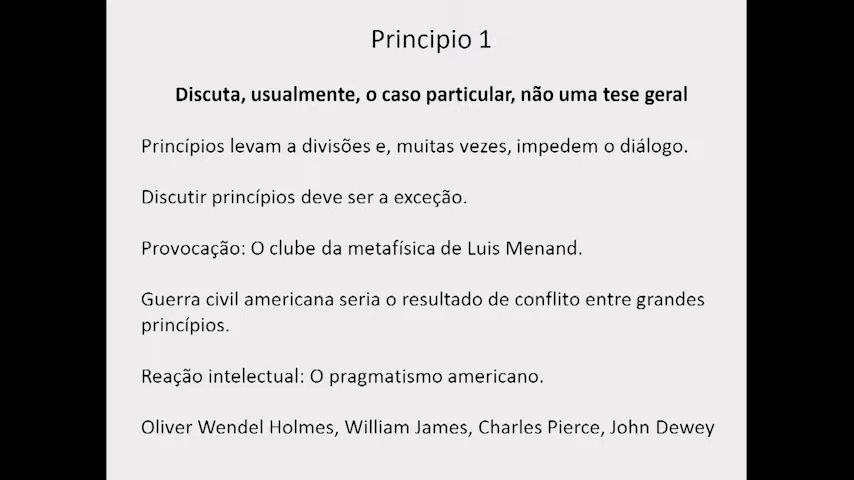 Principio 1
Discuta, usualmente, o caso particular, não uma tese geral
Princípios levam a divisões e, muitas vezes, impedem o diálogo.
Discutir princípios deve ser a exceção.
Provocação: O clube da metafísica de Luis Menand.
Guerra civil americana seria o resultado de conflito entre grandes
princípios.
Reação intelectual: O pragmatismo americano.
Oliver Wendel Holmes, William James, Charles Pierce, John Dewey